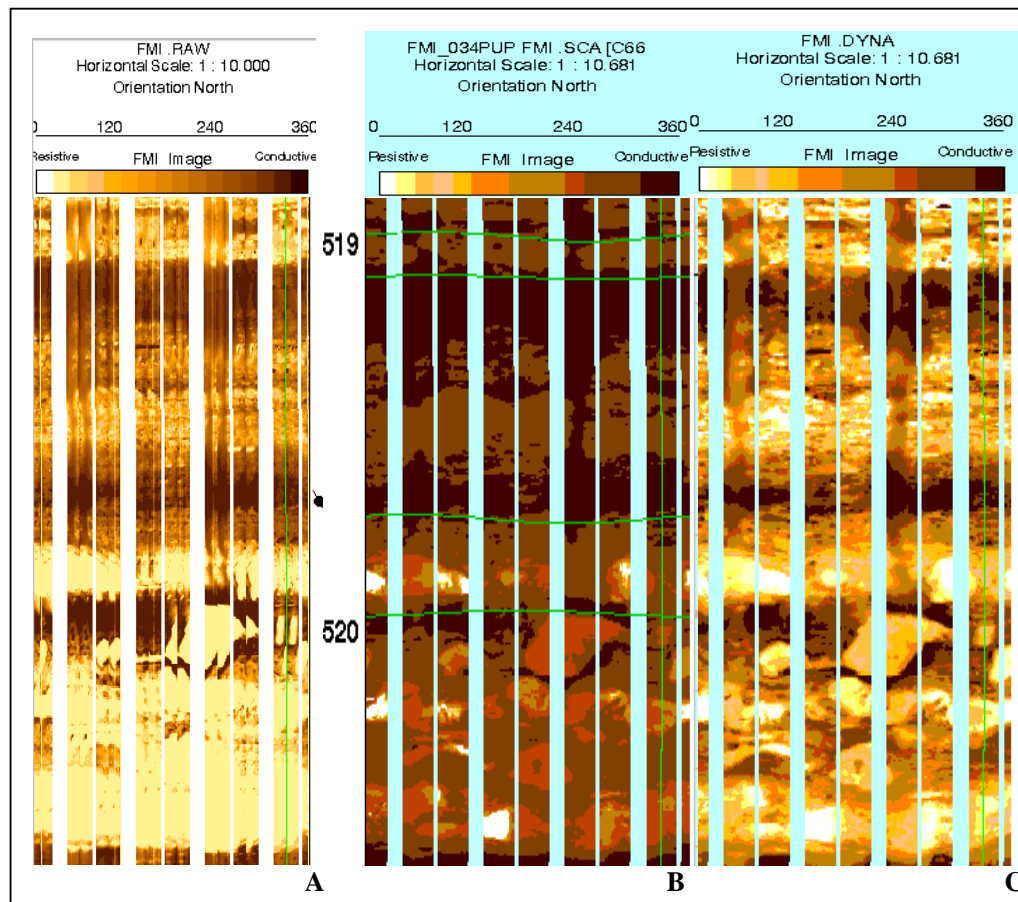 FMI .RAW
Horizontal Scale: 1 : 10.000
Orientation North
0 120 240 360
Resistive FMI Image Conductive
FMI_034PUP FMI .SCA [C66
Horizontal Scale: 1 : 10.681
Orientation North
0 120 240 360
Resistive FMI Image Conductive
FMI .DYNA
Horizontal Scale: 1 : 10.681
Orientation North
0 120 240 360
Resistive FMI Image Conductive
519
520
A
B
C